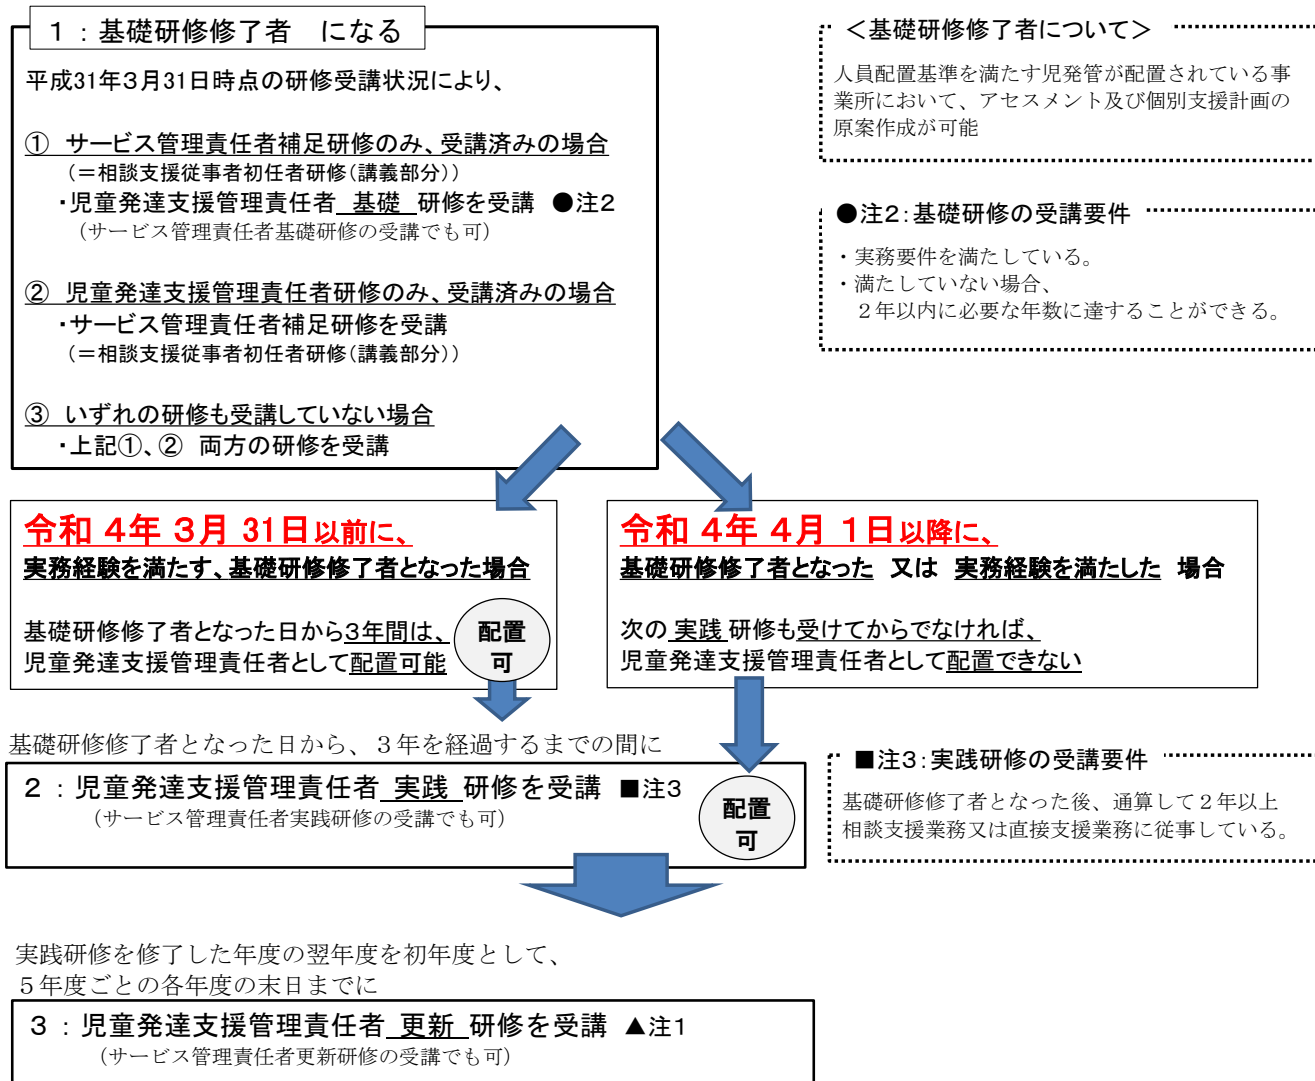 1：基礎研修修了者　になる
平成31年3月31日時点の研修受講状況により、
①　サービス管理責任者補足研修のみ、受講済みの場合
（＝相談支援従事者初任者研修（講義部分））
・児童発達支援管理責任者 基礎 研修を受講　●注2
（サービス管理責任者基礎研修の受講でも可）
②　児童発達支援管理責任者研修のみ、受講済みの場合
・サービス管理責任者補足研修を受講
（＝相談支援従事者初任者研修（講義部分））
③　いずれの研修も受講していない場合
・上記①、②　両方の研修を受講
＜基礎研修修了者について＞
人員配置基準を満たす児発管が配置されている事
業所において、アセスメント及び個別支援計画の
原案作成が可能
●注2：基礎研修の受講要件
・実務要件を満たしている。
・満たしていない場合、
２年以内に必要な年数に達することができる。
令和 4年 3月 31日以前に、
実務経験を満たす、基礎研修修了者となった場合
基礎研修修了者となった日から3年間は、
児童発達支援管理責任者として配置可能
配置
可
令和 4年 4月 1日以降に、
基礎研修修了者となった　又は　実務経験を満たした　場合
次の 実践 研修も受けてからでなければ、
児童発達支援管理責任者として配置できない
基礎研修修了者となった日から、３年を経過するまでの間に
2：児童発達支援管理責任者 実践 研修を受講　■注3
（サービス管理責任者実践研修の受講でも可）
配置
可
■注3：実践研修の受講要件
基礎研修修了者となった後、通算して２年以上
相談支援業務又は直接支援業務に従事している。
実践研修を修了した年度の翌年度を初年度として、
５年度ごとの各年度の末日までに
3：児童発達支援管理責任者 更新 研修を受講　▲注1
（サービス管理責任者更新研修の受講でも可）